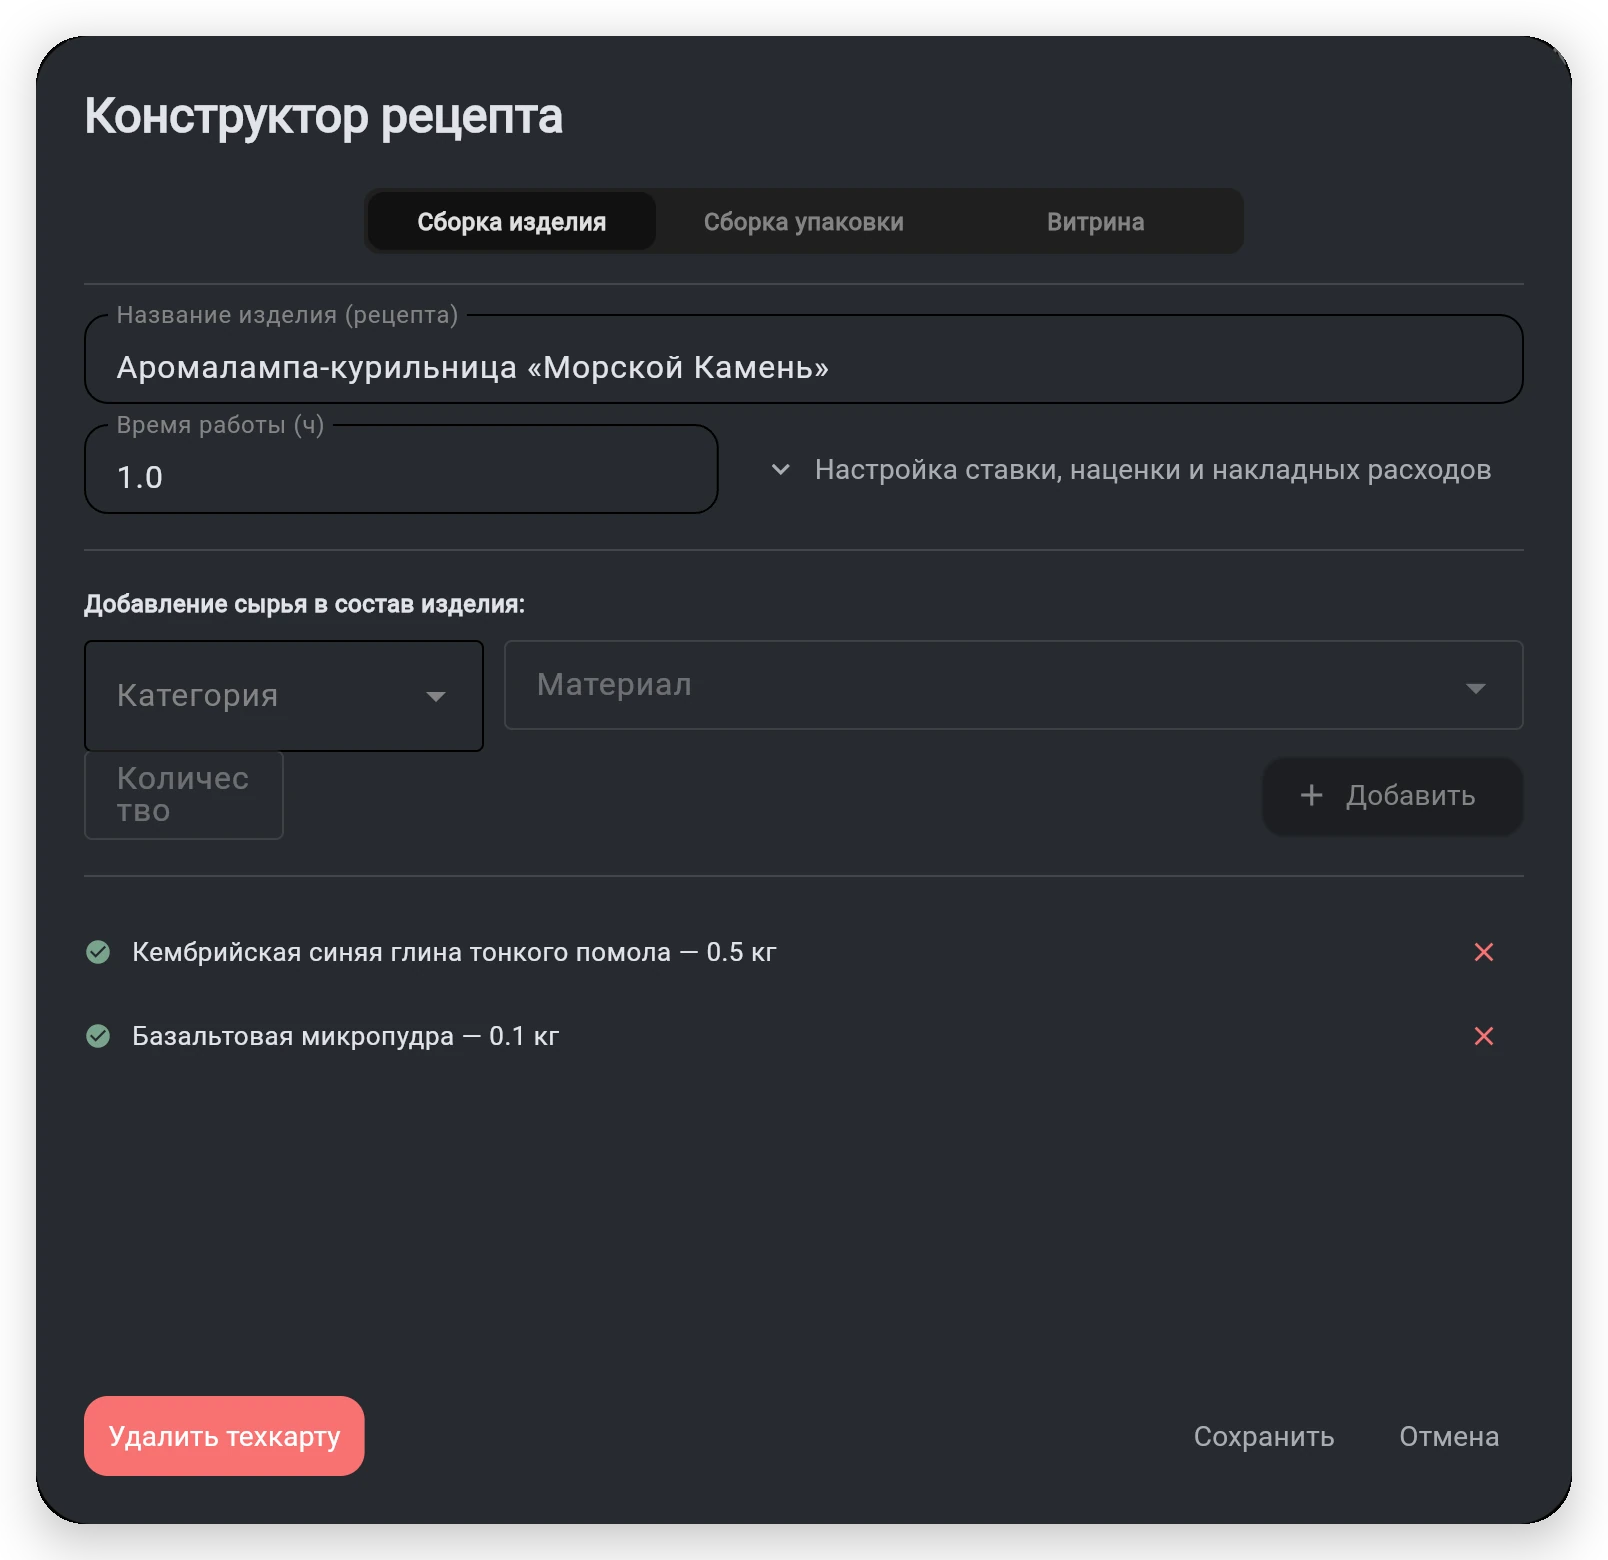 Конструктор рецепта
Сборка изделия Сборка упаковки Витрина
Название изделия (рецепта)
Аромалампа-курильница «Морской Камень»
Время работы (ч)
1.0
Настройка ставки, наценки и накладных расходов
Добавление сырья в состав изделия:
Категория
Материал
Количес
тво
+ Добавить
Кембрийская синяя глина тонкого помола — 0.5 кг
Базальтовая микропудра — 0.1 кг
Удалить техкарту
Сохранить Отмена